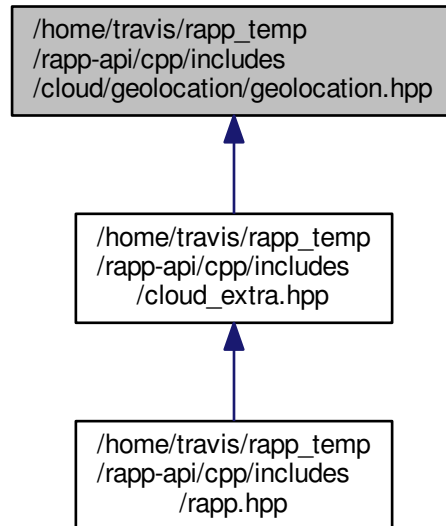 /home/travis/rapp_temp
/rapp-api/cpp/includes
/cloud/geolocation/geolocation.hpp
/home/travis/rapp_temp
/rapp-api/cpp/includes
/cloud_extra.hpp
/home/travis/rapp_temp
/rapp-api/cpp/includes
/rapp.hpp